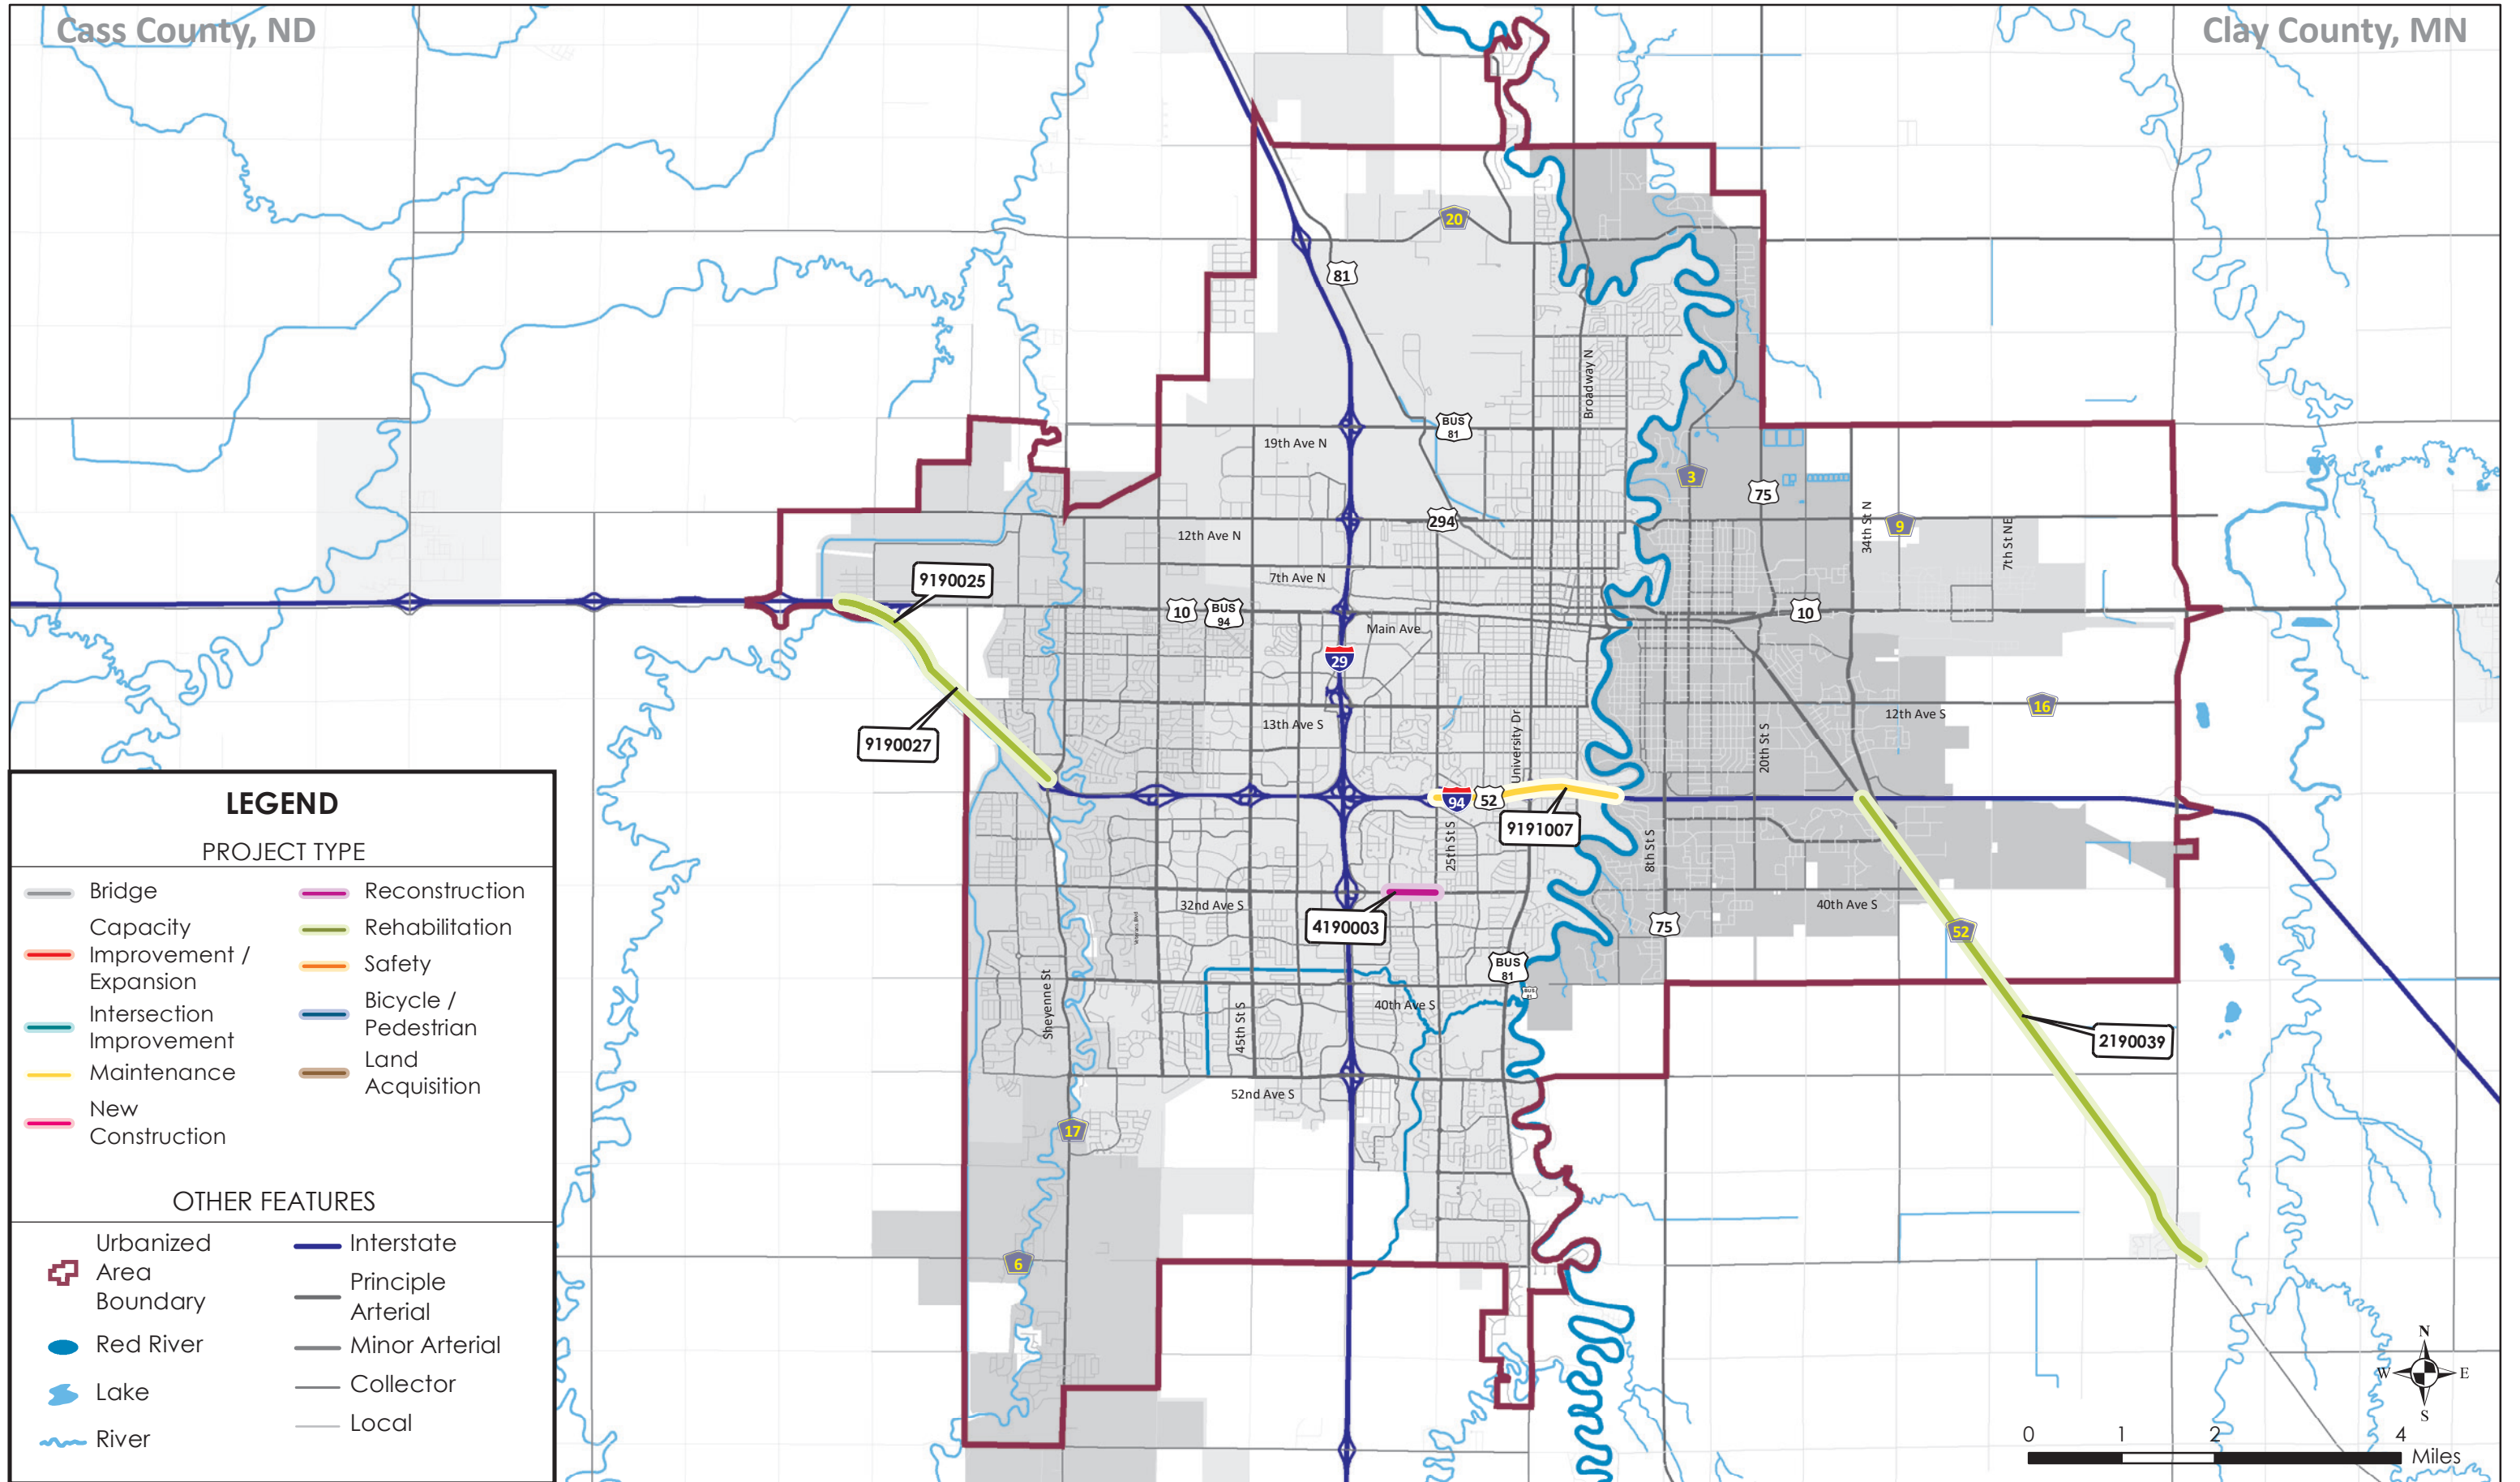 Cass County, ND
Clay County, MN
20
81
Broadway N
BUS
81
19th Ave N
3
75
294
34th St N
9
7th St NE
12th Ave N
7th Ave N
9190025
10
BUS
94
10
Main Ave
29
9190027
13th Ave S
University Dr
20th St S
12th Ave S
16
94
52
9191007
25th St S
8th St S
32nd Ave S
4190003
40th Ave S
75
52
BUS
81
BUS
81
Sheyenne St
45th St S
40th Ave S
2190039
52nd Ave S
17
6
LEGEND
PROJECT TYPE
Bridge
Capacity
Improvement /
Expansion
Intersection
Improvement
Maintenance
New
Construction
Reconstruction
Rehabilitation
Safety
Bicycle /
Pedestrian
Land
Acquisition
OTHER FEATURES
Urbanized
Area
Boundary
Red River
Lake
River
Interstate
Principle
Arterial
Minor Arterial
Collector
Local
N
W
E
S
0 1 2 4
Miles